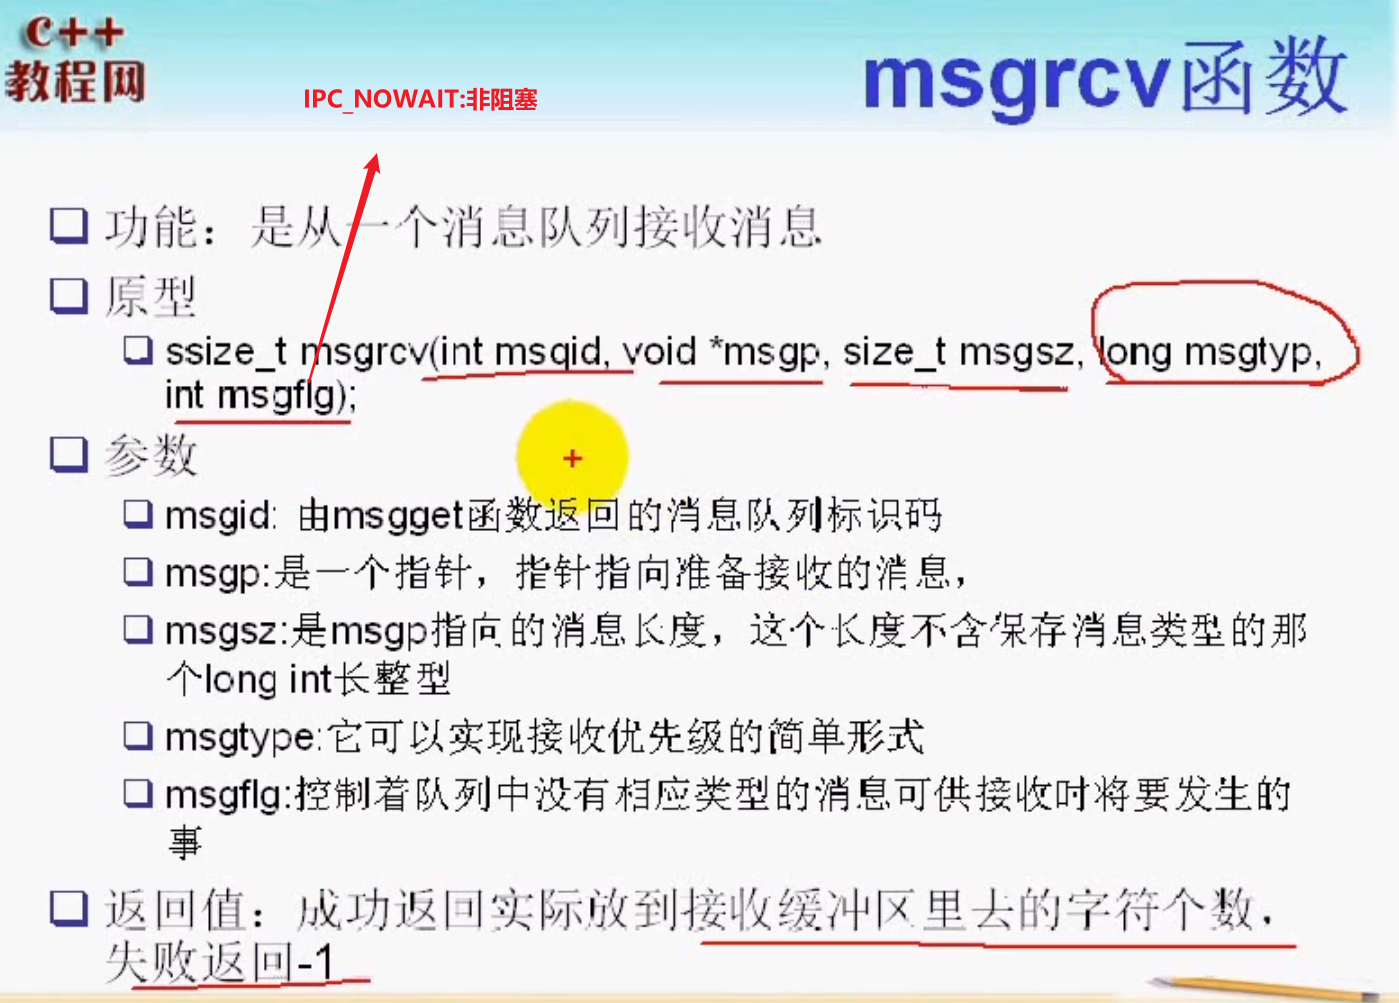 c++
教程网
msgrcv函数
IPC_NOWAIT:非阻塞
功能：是从一个消息队列接收消息
原型
ssize_t msgrcv(int msqid, void *msgp, size_t msgsz, long msgtyp,
int msgflg);
参数
msgid: 由msgget函数返回的消息队列标识码
msgp:是一个指针，指针指向准备接收的消息，
msgsz:是msgp指向的消息长度，这个长度不含保存消息类型的那
个long int长整型
msgtype:它可以实现接收优先级的简单形式
msgflg:控制着队列中没有相应类型的消息可供接收时将要发生的
事
返回值：成功返回实际放到接收缓冲区里去的字符个数，
失败返回-1